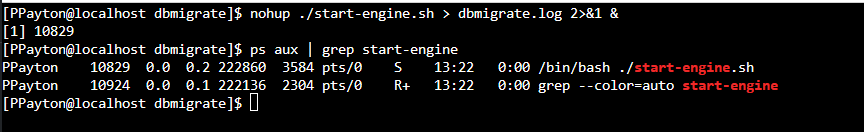 [PPayton@localhost dbmigrate]$ nohup ./start-engine.sh > dbmigrate.log 2>&1 &
[1] 10829
[PPayton@localhost dbmigrate]$ ps aux | grep start-engine
PPayton    10829  0.0  0.2 222860  3584 pts/0    S    13:22   0:00 /bin/bash ./start-engine.sh
PPayton    10924  0.0  0.1 222136  2304 pts/0    R+   13:22   0:00 grep --color=auto start-engine
[PPayton@localhost dbmigrate]$